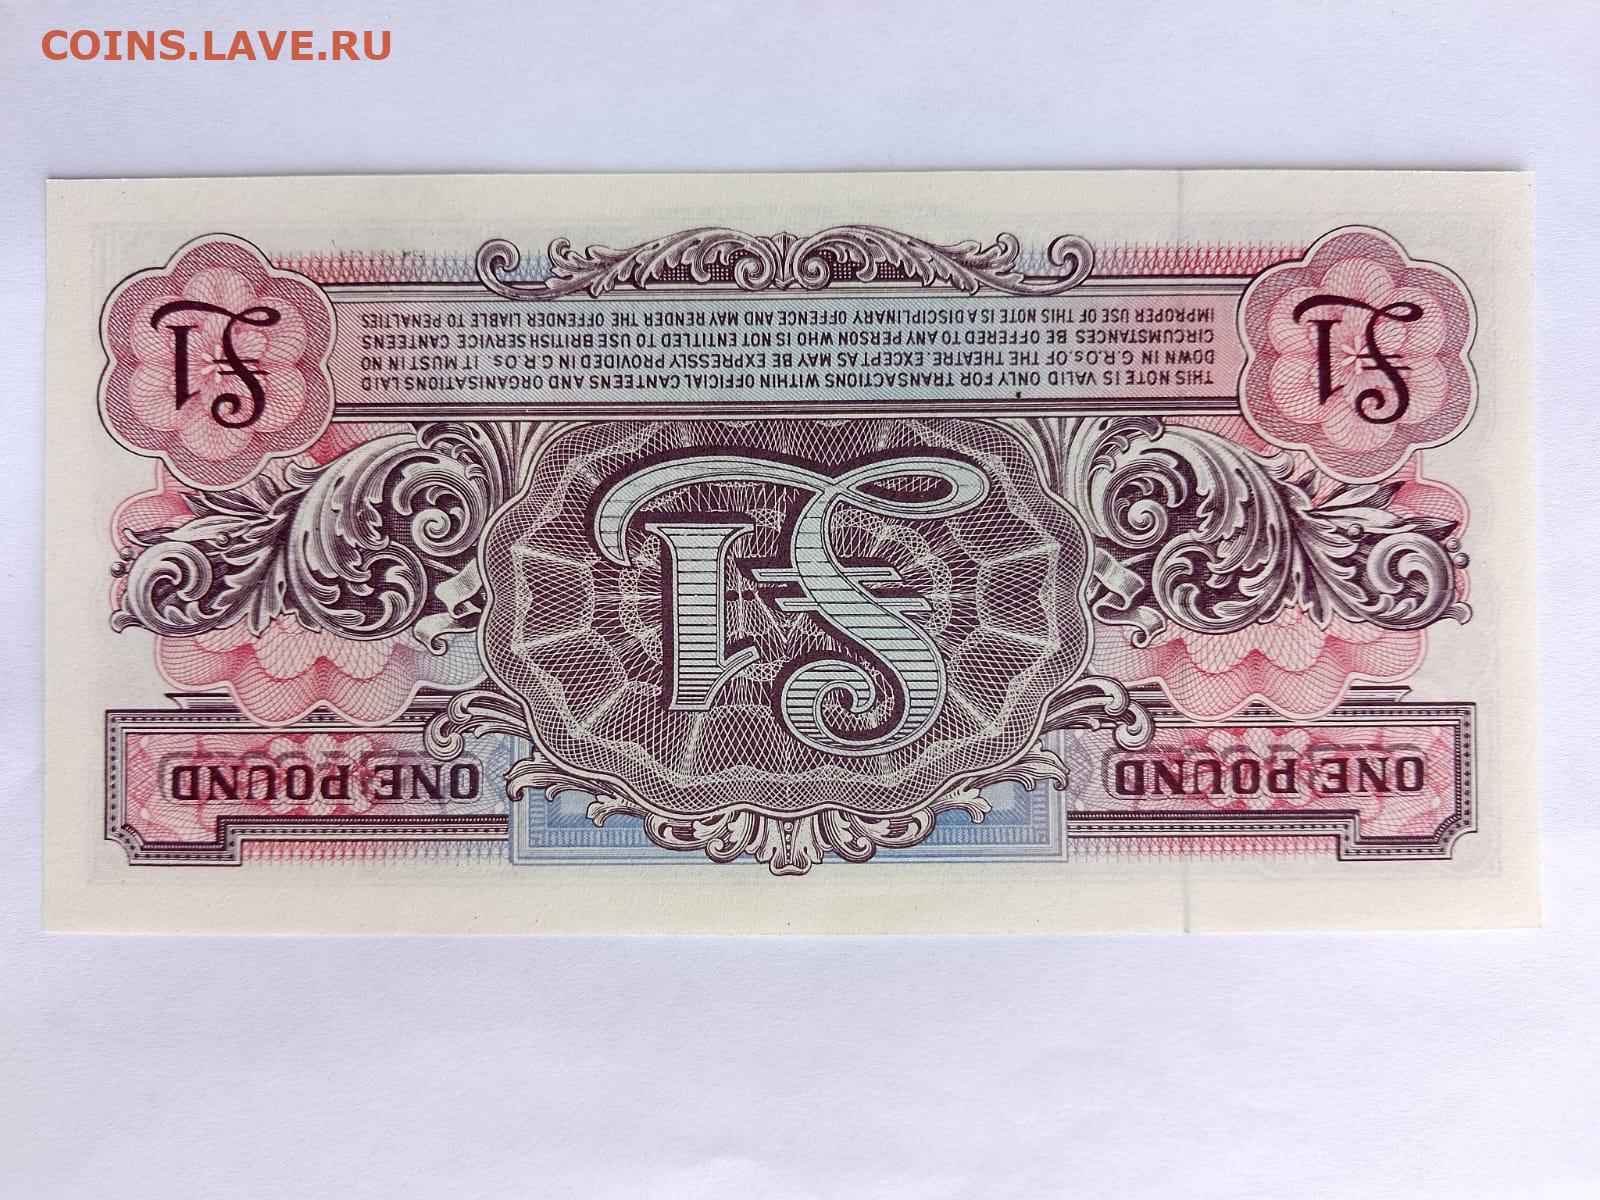 COINS.LAVE.RU
ONE POUND
ONE POUND
£1
THIS NOTE IS VALID ONLY FOR TRANSACTIONS WITHIN OFFICIAL CANTEENS AND ORGANISATIONS LAID
DOWN IN G.R.Os. OF THE THEATRE. EXCEPT AS MAY BE EXPRESSLY PROVIDED IN G.R.Os IT MUST IN NO
CIRCUMSTANCES BE OFFERED TO ANY PERSON WHO IS NOT ENTITLED TO USE BRITISH SERVICE CANTEENS
IMPROPER USE OF THIS NOTE IS A DISCIPLINARY OFFENCE AND MAY RENDER THE OFFENDER LIABLE TO PENALTIES
£1
£1